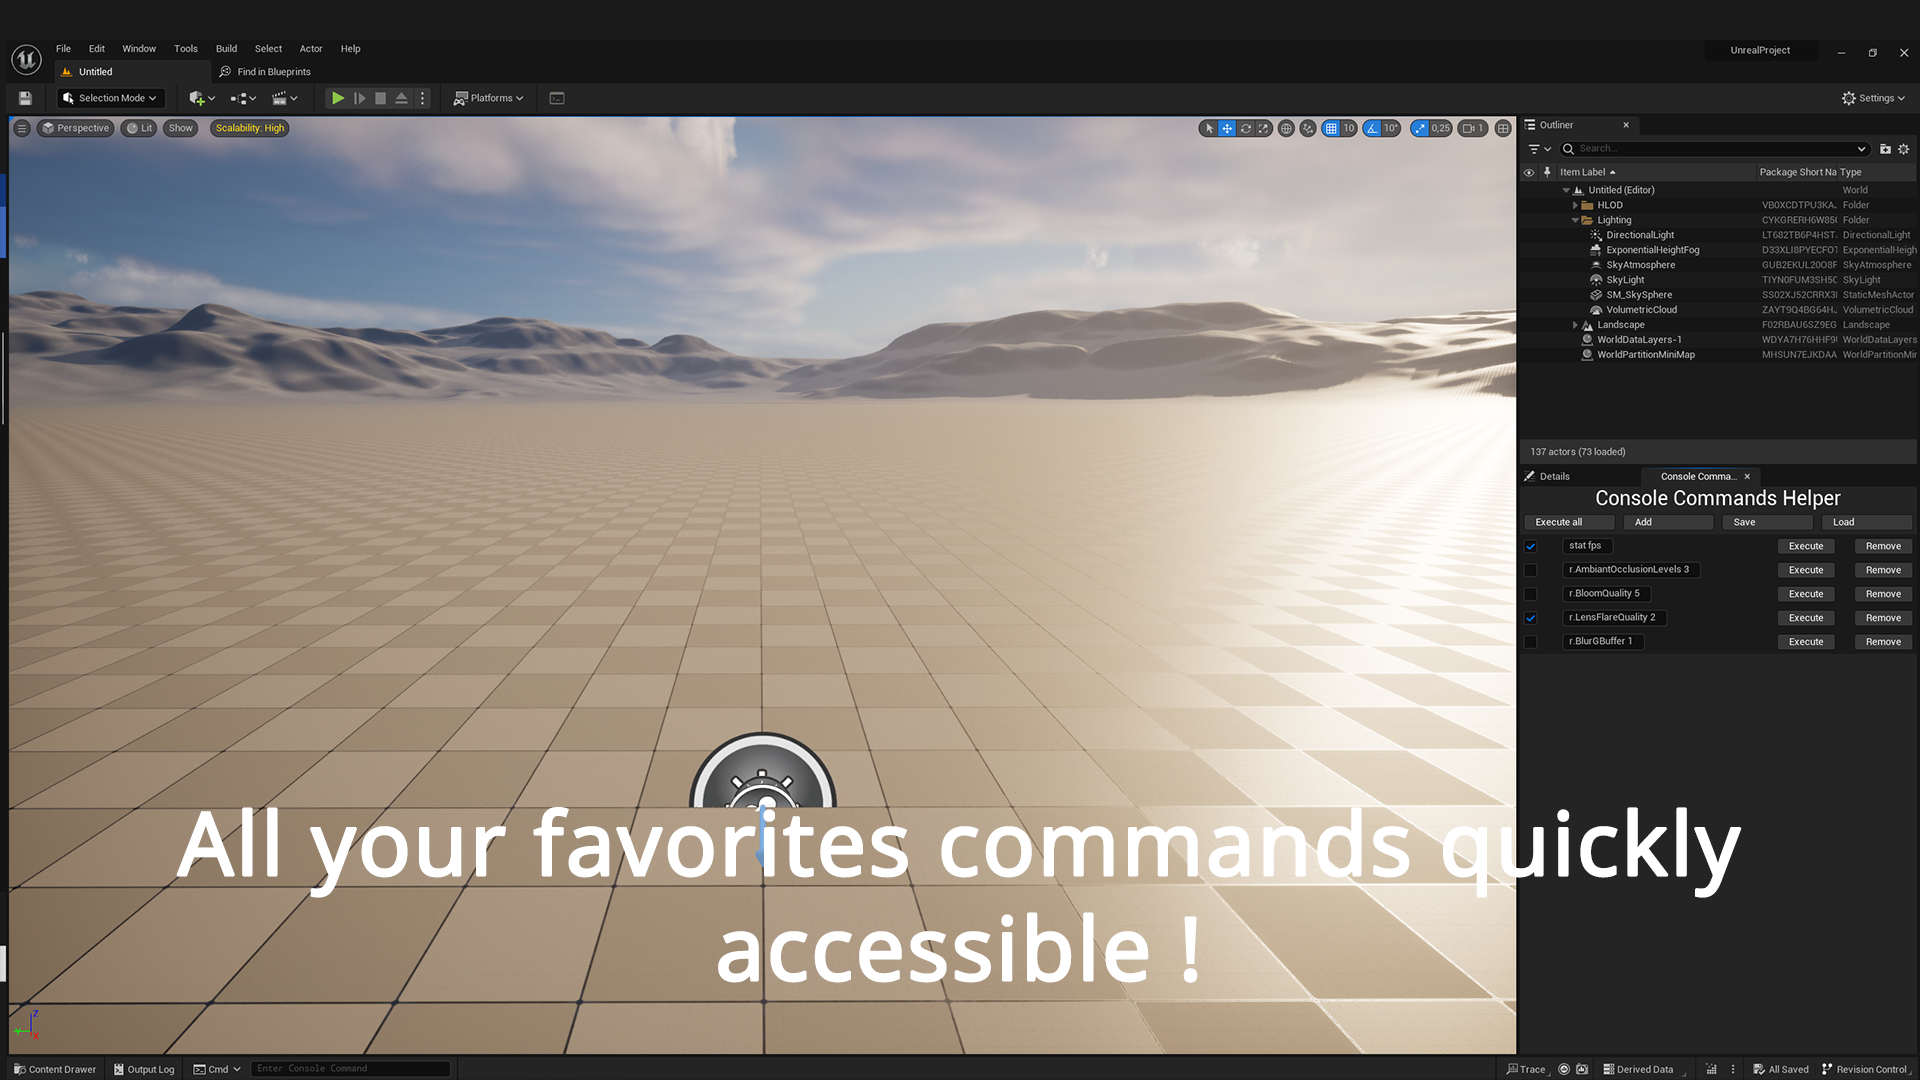 File Edit Window Tools Build Select Actor Help
UnrealProject
Untitled
Find in Blueprints
Selection Mode
Platforms
Settings
Perspective
Lit
Show
Scalability: High
10
10°
0,25
1
Outliner
Search...
Item Label
Package Short Na
Type
Untitled (Editor) World
HLOD VB0XCDTPU3KA. Folder
Lighting CYKGRERH6W85( Folder
DirectionalLight LT682TB6P4HST. DirectionalLight
ExponentialHeightFog D33XLI8PYECFO ExponentialHeigh
SkyAtmosphere GUB2EKUL20O8F SkyAtmosphere
SkyLight TIYN0FUM3SH5C SkyLight
SM_SkySphere SS02XJ52CRRX3 StaticMeshActor
VolumetricCloud ZAYT9Q4BG64H. VolumetricCloud
Landscape F02RBAU6SZ9EG Landscape
WorldDataLayers-1 WDYA7H76HHF9 WorldDataLayers
WorldPartitionMiniMap MHSUN7EJKDAA WorldPartitionMir
137 actors (73 loaded)
Details
Console Comma...
Console Commands Helper
Execute all Add Save Load
stat fps Execute Remove
r.AmbiantOcclusionLevels 3 Execute Remove
r.BloomQuality 5 Execute Remove
r.LensFlareQuality 2 Execute Remove
r.BlurGBuffer 1 Execute Remove
All your favorites commands quickly
accessible !
Z
Y
X
Content Drawer
Output Log
Cmd
Enter Console Command
Trace
Derived Data
All Saved
Revision Control